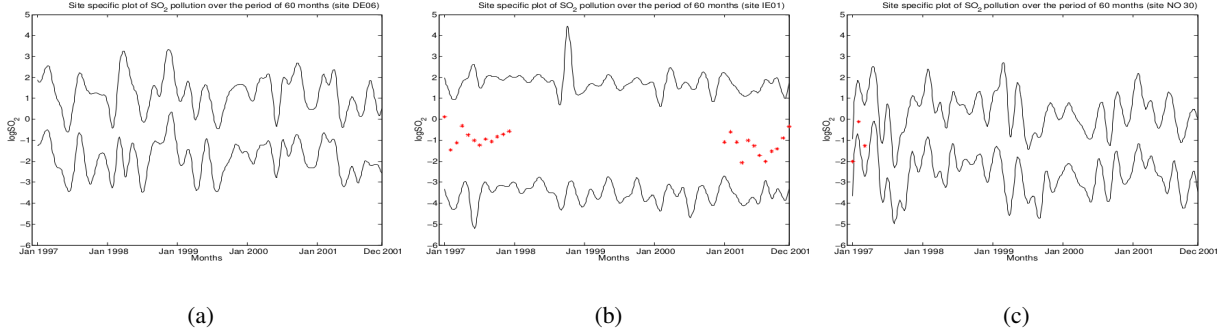 Site specific plot of SO2 pollution over the period of 60 months (site DE06)
5
4
3
2
1
0
−1
−2
−3
−4
−5
−6
logSO2
Jan 1997 Jan 1998 Jan 1999 Jan 2000 Jan 2001 Dec 2001
Months
(a)
Site specific plot of SO2 pollution over the period of 60 months (site IE01)
5
4
3
2
1
0
−1
−2
−3
−4
−5
−6
logSO2
Jan 1997 Jan 1998 Jan 1999 Jan 2000 Jan 2001 Dec 2001
Months
(b)
Site specific plot of SO2 pollution over the period of 60 months (site NO 30)
5
4
3
2
1
0
−1
−2
−3
−4
−5
−6
logSO2
Jan 1997 Jan 1998 Jan 1999 Jan 2000 Jan 2001 Dec 2001
Months
(c)